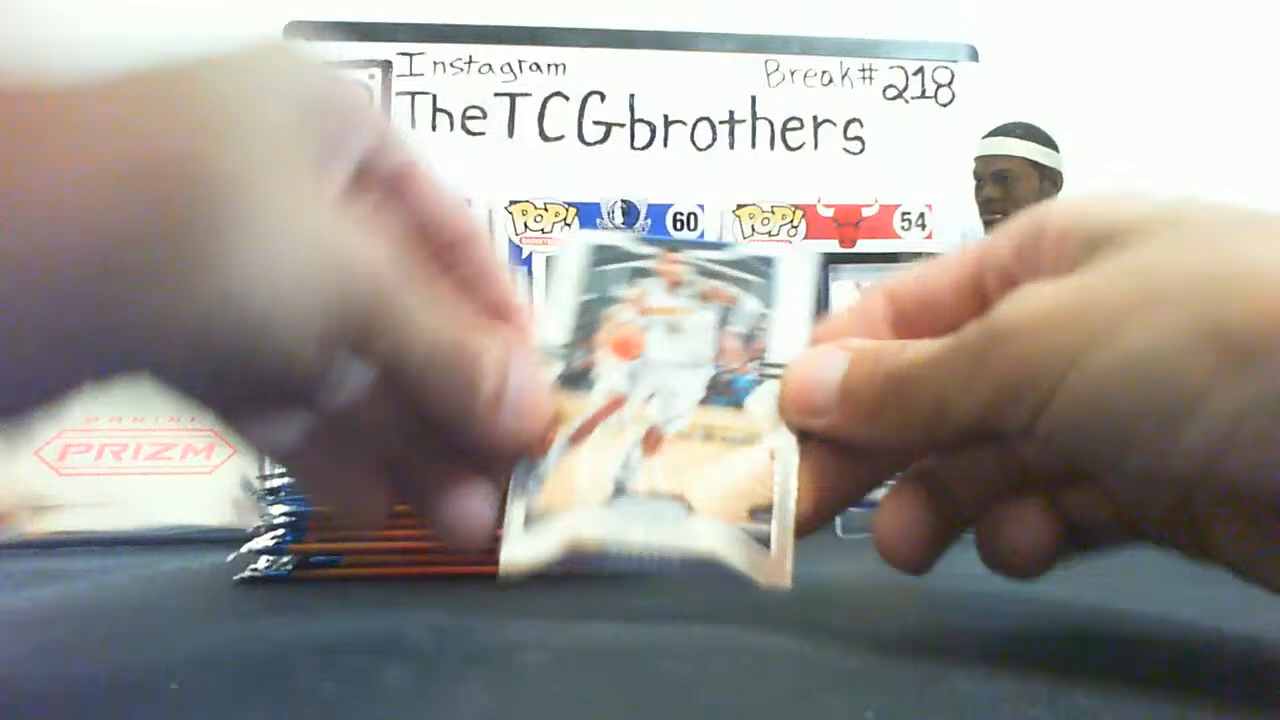 Instagram
Break# 218
TheTCGbrothers
POP!
60
POP!
54
PANINI
PRIZM